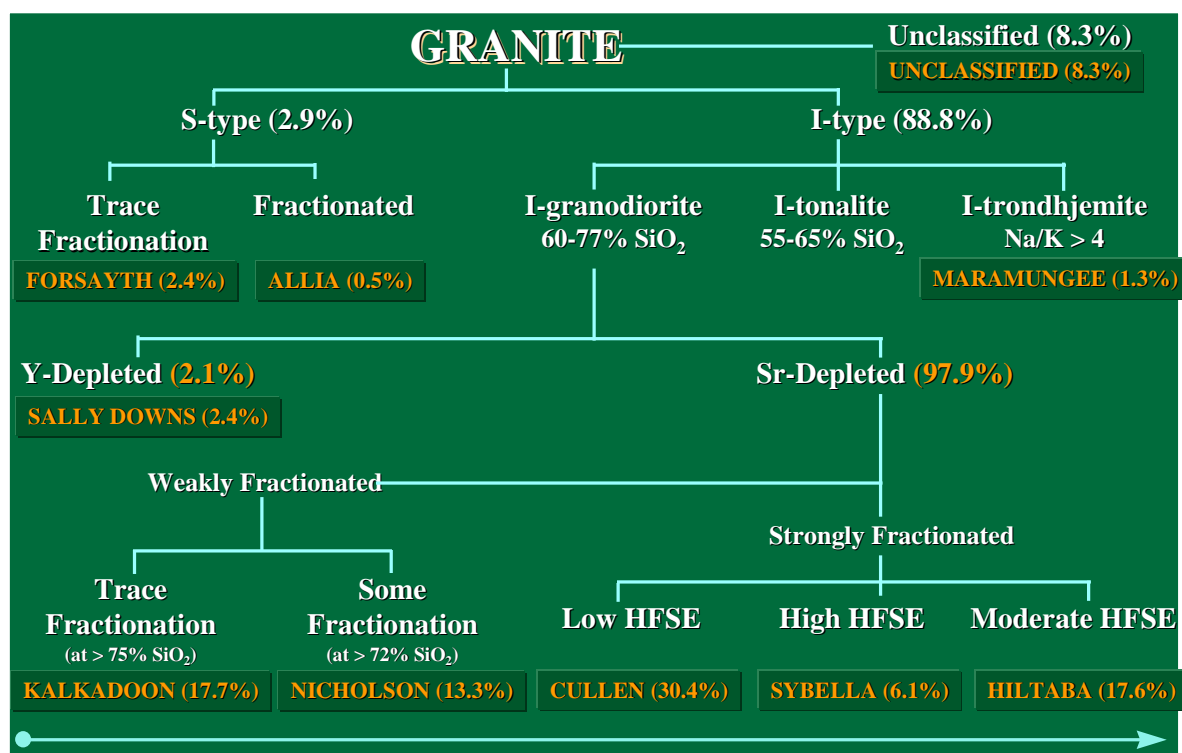 GRANITE
Unclassified (8.3%)
UNCLASSIFIED (8.3%)
S-type (2.9%)
I-type (88.8%)
Trace
Fractionation
FORSAYTH (2.4%)
Fractionated
ALLIA (0.5%)
I-granodiorite
60-77% SiO₂
I-tonalite
55-65% SiO₂
I-trondhjemite
Na/K > 4
MARAMUNGEE (1.3%)
Y-Depleted (2.1%)
SALLY DOWNS (2.4%)
Sr-Depleted (97.9%)
Weakly Fractionated
Strongly Fractionated
Trace
Fractionation
(at > 75% SiO₂)
KALKADOON (17.7%)
Some
Fractionation
(at > 72% SiO₂)
NICHOLSON (13.3%)
Low HFSE
CULLEN (30.4%)
High HFSE
SYBELLA (6.1%)
Moderate HFSE
HILTABA (17.6%)